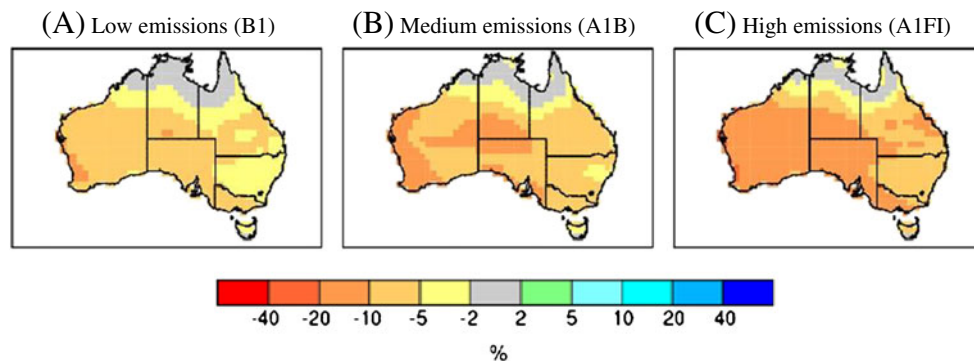 (A) Low emissions (B1)
(B) Medium emissions (A1B)
(C) High emissions (A1FI)
-40 -20 -10 -5 -2 2 5 10 20 40
%